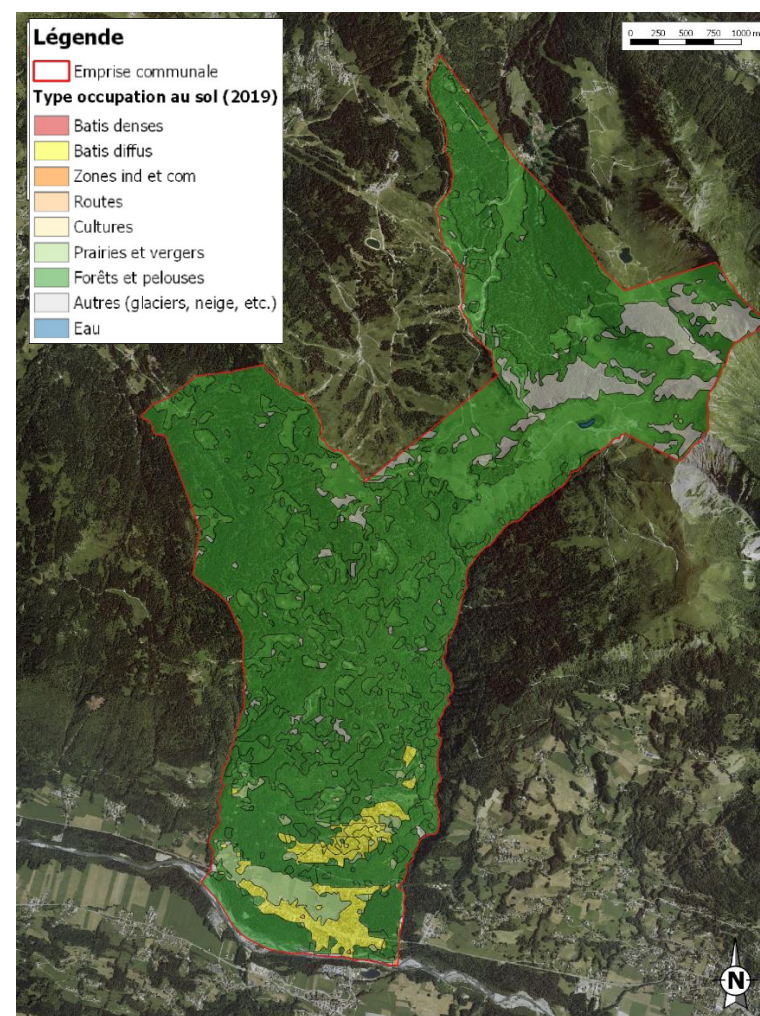 Légende
Emprise communale
Type occupation au sol (2019)
Batis denses
Batis diffus
Zones ind et com
Routes
Cultures
Prairies et vergers
Forêts et pelouses
Autres (glaciers, neige, etc.)
Eau
0 250 500 750 1000 m
N